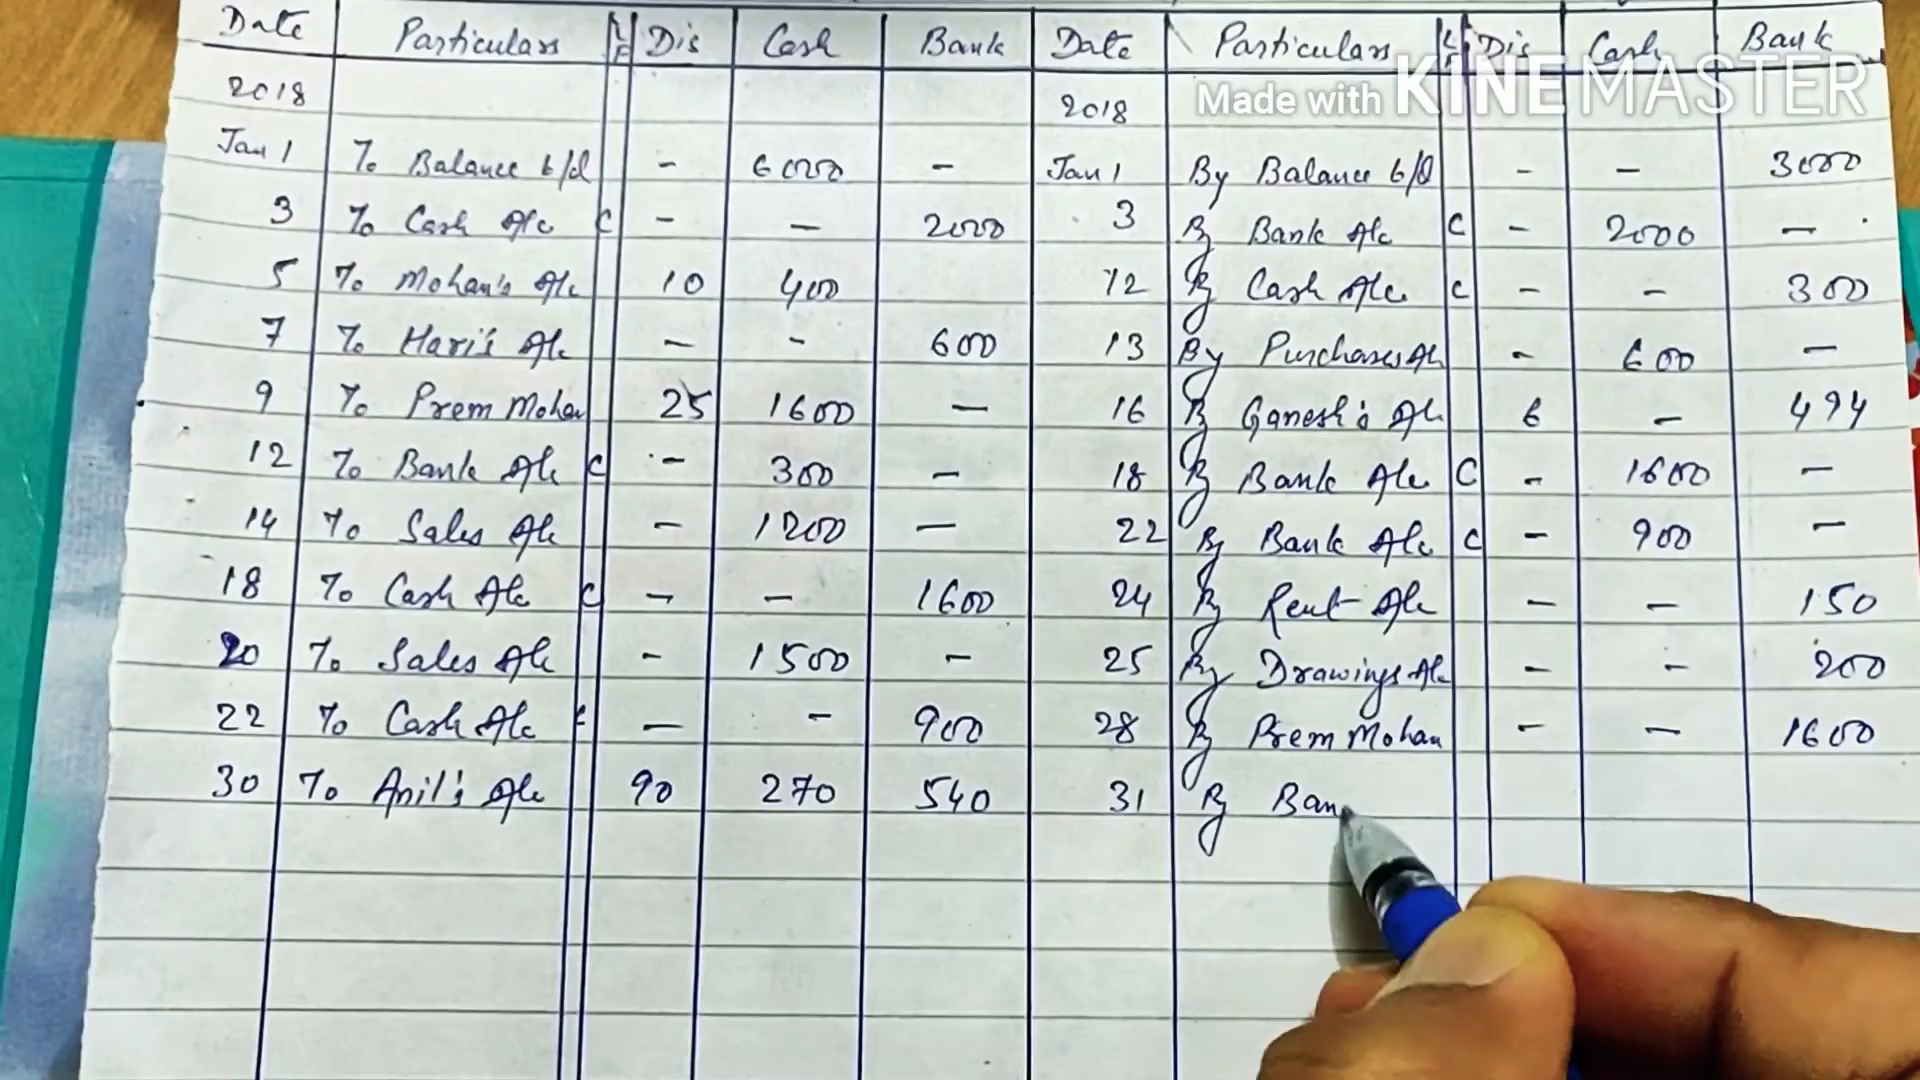 Date Particulars LF Dis Cash Bank Date Particulars LF Dis Cash Bank
Made with KINEMASTER
2018 2018
Jan 1 To Balance b/d - 6000 - Jan 1 By Balance b/d - - 3000
3 To Cash A/c C - - 2000 3 By Bank A/c C - 2000 -
5 To Mohan's A/c 10 400 12 By Cash A/c C - - 300
7 To Hari's A/c - - 600 13 By Purchases A/c - 600 -
9 To Prem Mohan 25 1600 - 16 By Ganesh's A/c 6 - 494
12 To Bank A/c C - 300 - 18 By Bank A/c C - 1600 -
14 To Sales A/c - 1200 - 22 By Bank A/c C - 900 -
18 To Cash A/c C - - 1600 24 By Rent A/c - - 150
20 To Sales A/c - 1500 - 25 By Drawings A/c - - 200
22 To Cash A/c C - - 900 28 By Prem Mohan - - 1600
30 To Anil's A/c 90 270 540 31 By Ban